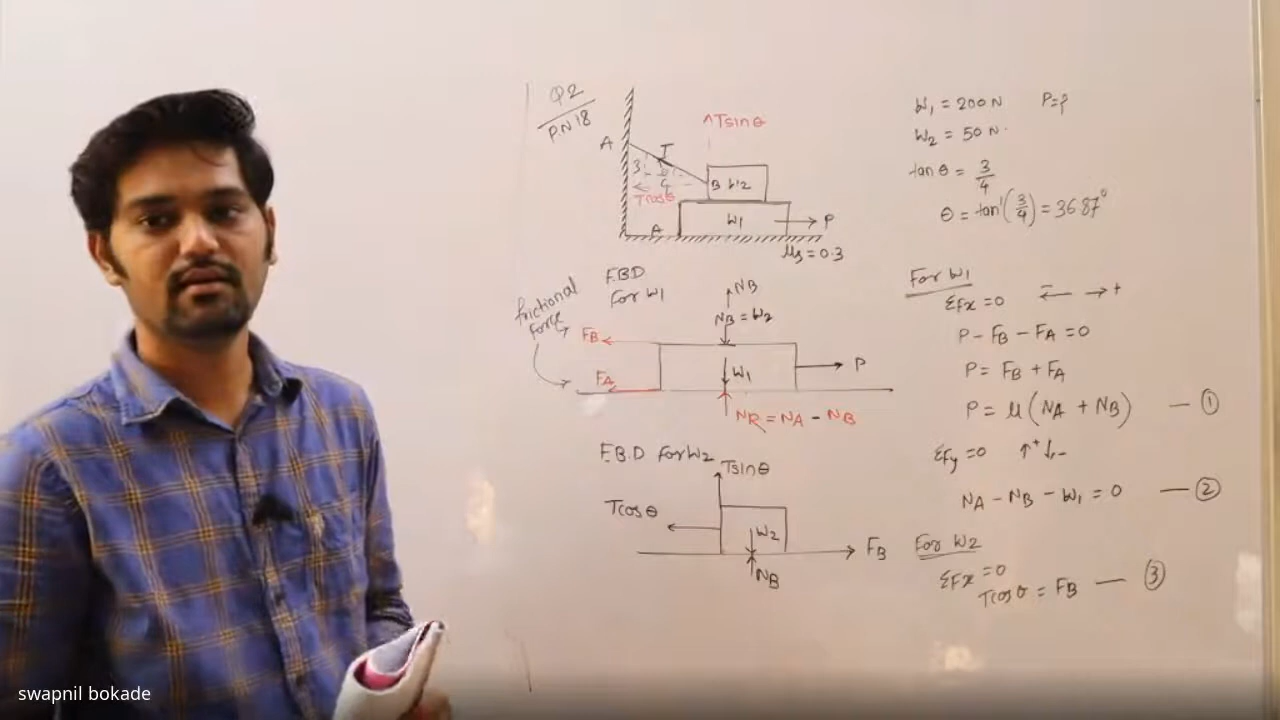 Q2
P.N 18
A
T
3
4
θ
Tcosθ
↑Tsinθ
B W2
W1
P
A
μs = 0.3
F.B.D
For W1
frictional
force
NB
NB = W2
FB
FA
W1
P
NR = NA - NB
F.B.D For W2
Tsinθ
Tcosθ
W2
FB
NB
W1 = 200 N P = ?
W2 = 50 N
tan θ = 3/4
θ = tan⁻¹(3/4) = 36.87°
For W1
ΣFx = 0 ← - → +
P - FB - FA = 0
P = FB + FA
P = μ (NA + NB) — ①
ΣFy = 0 ↑+ ↓-
NA - NB - W1 = 0 — ②
For W2
ΣFx = 0
Tcosθ = FB — ③
swapnil bokade